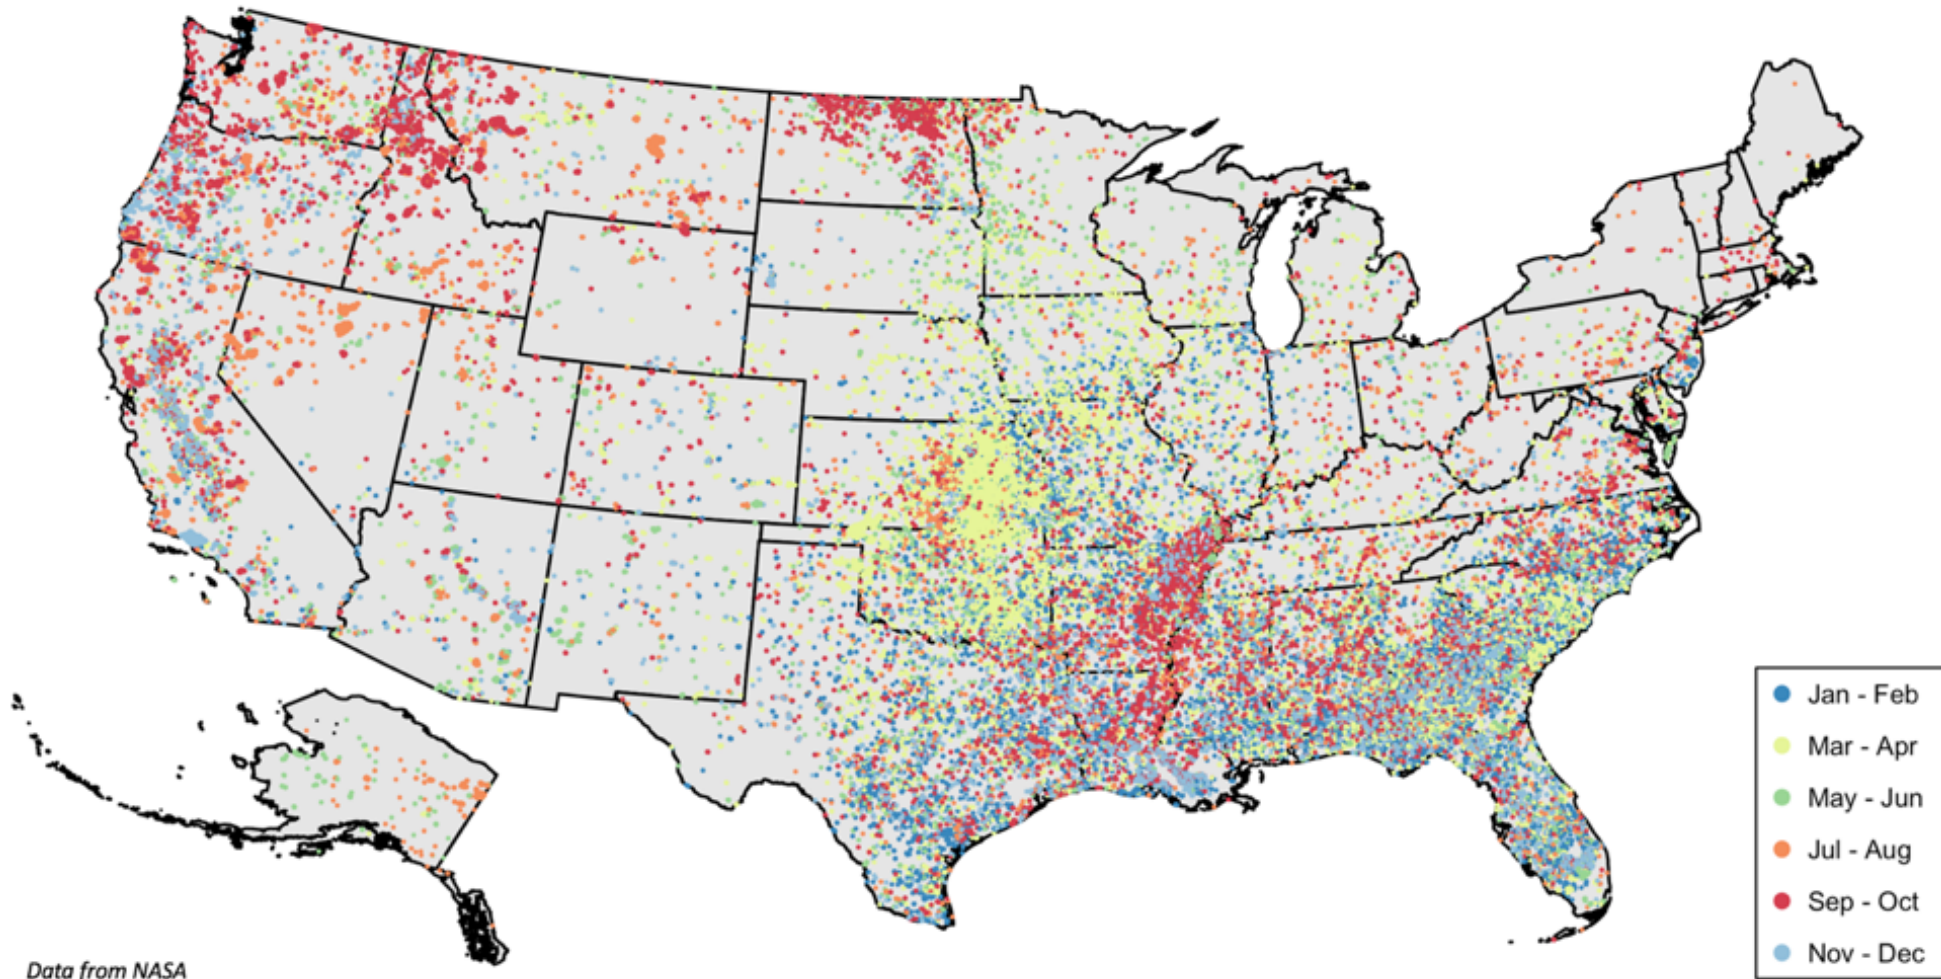 Jan - Feb
Mar - Apr
May - Jun
Jul - Aug
Sep - Oct
Nov - Dec
Data from NASA